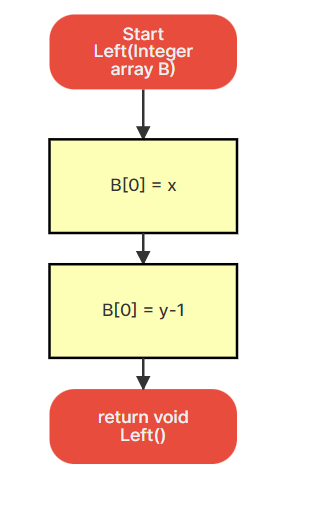 Start
Left(Integer
array B)
B[0] = x
B[0] = y-1
return void
Left()